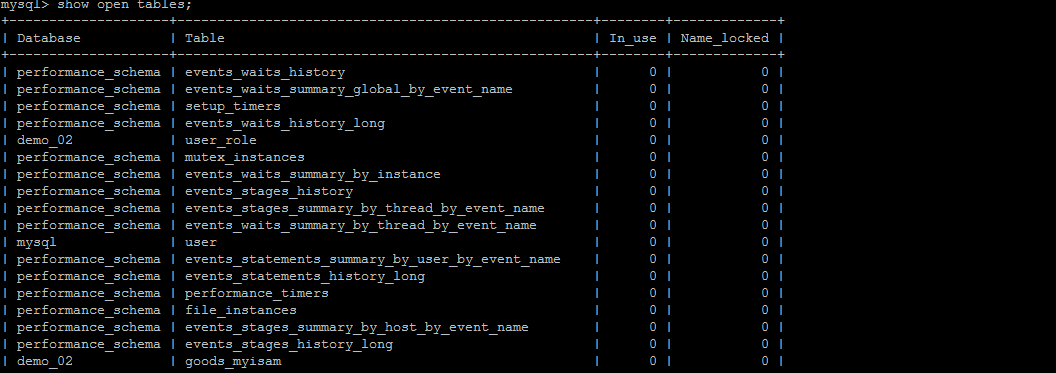 mysql> show open tables;
+--------------------+----------------------------------------------------+--------+-------------+
| Database           | Table                                              | In_use | Name_locked |
+--------------------+----------------------------------------------------+--------+-------------+
| performance_schema | events_waits_history                               |      0 |           0 |
| performance_schema | events_waits_summary_global_by_event_name          |      0 |           0 |
| performance_schema | setup_timers                                       |      0 |           0 |
| performance_schema | events_waits_history_long                          |      0 |           0 |
| demo_02            | user_role                                          |      0 |           0 |
| performance_schema | mutex_instances                                    |      0 |           0 |
| performance_schema | events_waits_summary_by_instance                   |      0 |           0 |
| performance_schema | events_stages_history                              |      0 |           0 |
| performance_schema | events_stages_summary_by_thread_by_event_name      |      0 |           0 |
| performance_schema | events_waits_summary_by_thread_by_event_name       |      0 |           0 |
| mysql              | user                                               |      0 |           0 |
| performance_schema | events_statements_summary_by_user_by_event_name    |      0 |           0 |
| performance_schema | events_statements_history_long                     |      0 |           0 |
| performance_schema | performance_timers                                 |      0 |           0 |
| performance_schema | file_instances                                     |      0 |           0 |
| performance_schema | events_stages_summary_by_host_by_event_name        |      0 |           0 |
| performance_schema | events_stages_history_long                         |      0 |           0 |
| demo_02            | goods_myisam                                       |      0 |           0 |